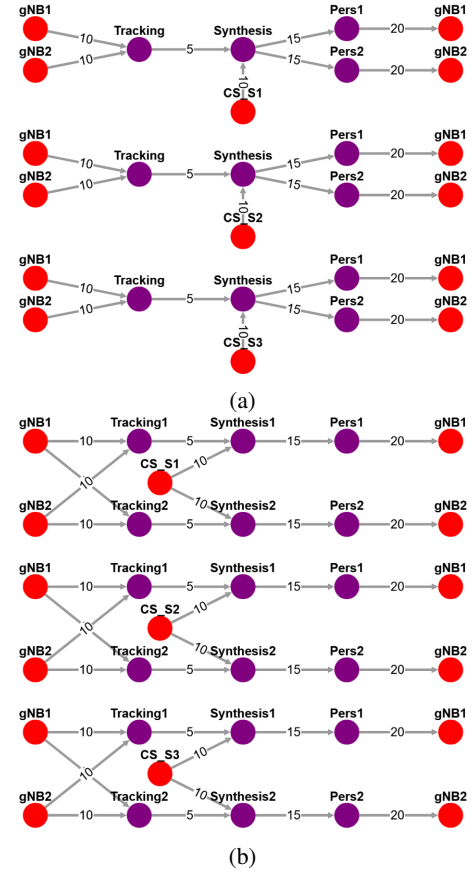 gNB1 Pers1 gNB1
10 Tracking Synthesis 15 20
gNB2 10 5 15 Pers2 20 gNB2
10
CS_S1
gNB1 Pers1 gNB1
10 Tracking Synthesis 15 20
gNB2 10 5 15 Pers2 20 gNB2
10
CS_S2
gNB1 Pers1 gNB1
10 Tracking Synthesis 15 20
gNB2 10 5 15 Pers2 20 gNB2
10
CS_S3
(a)
gNB1 Tracking1 Synthesis1 Pers1 gNB1
10 5 15 20
CS_S1 10
gNB2 10 Tracking2 10 Synthesis2 Pers2 gNB2
10 5 15 20
gNB1 Tracking1 Synthesis1 Pers1 gNB1
10 5 15 20
CS_S2 10
gNB2 10 Tracking2 10 Synthesis2 Pers2 gNB2
10 5 15 20
gNB1 Tracking1 Synthesis1 Pers1 gNB1
10 5 15 20
CS_S3 10
gNB2 10 Tracking2 10 Synthesis2 Pers2 gNB2
10 5 15 20
(b)